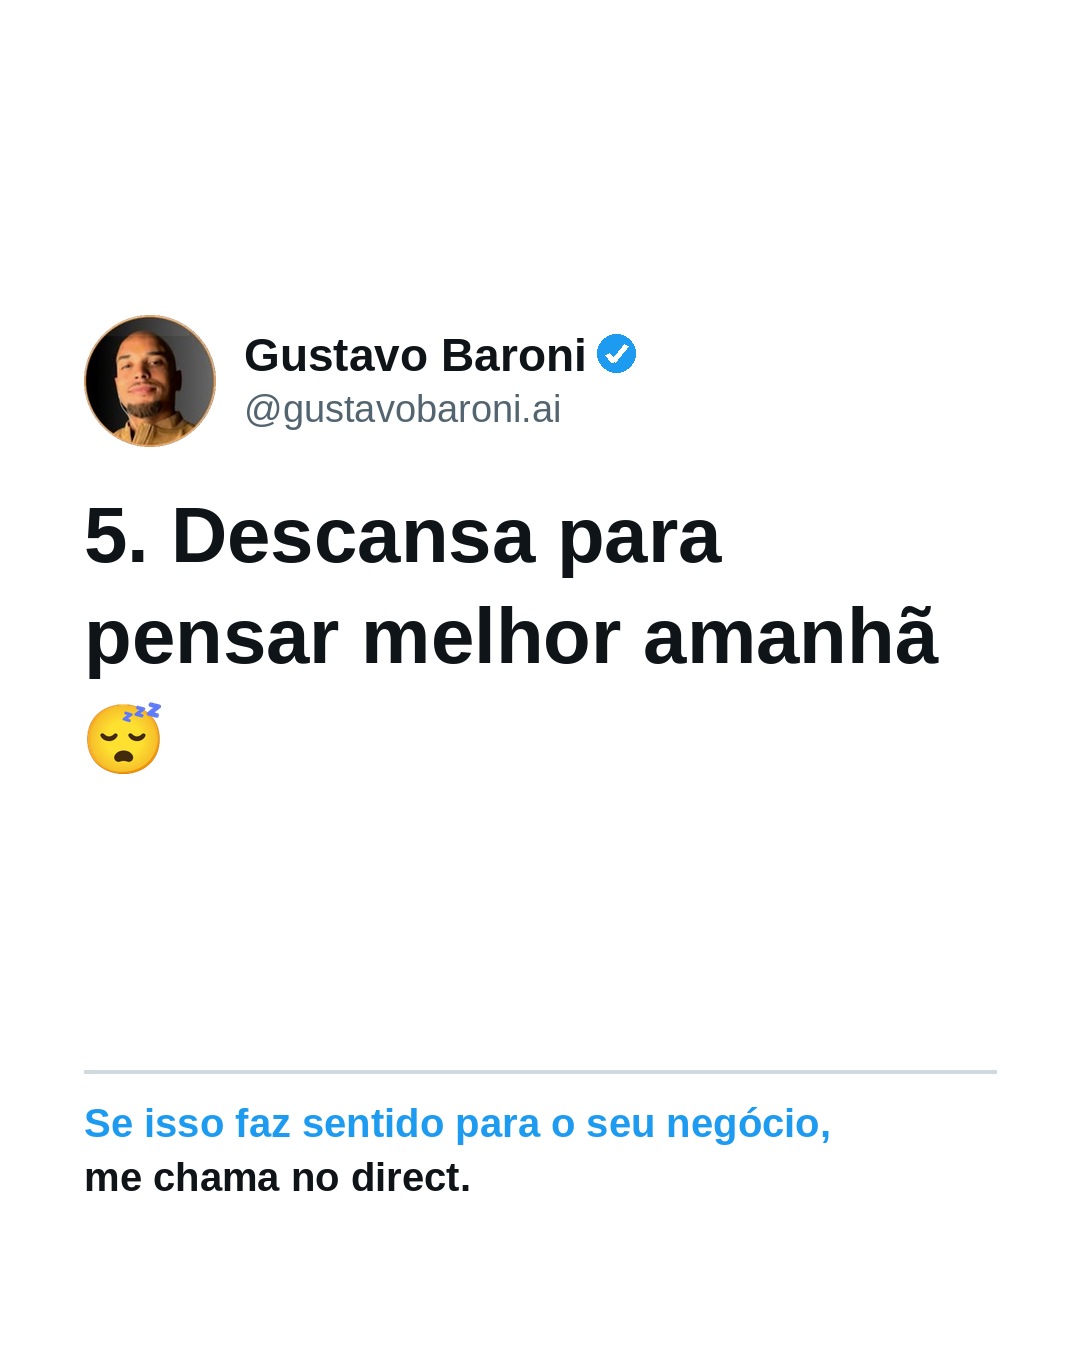 Gustavo Baroni
@gustavobaroni.ai
5. Descansa para
pensar melhor amanhã
😴
Se isso faz sentido para o seu negócio,
me chama no direct.